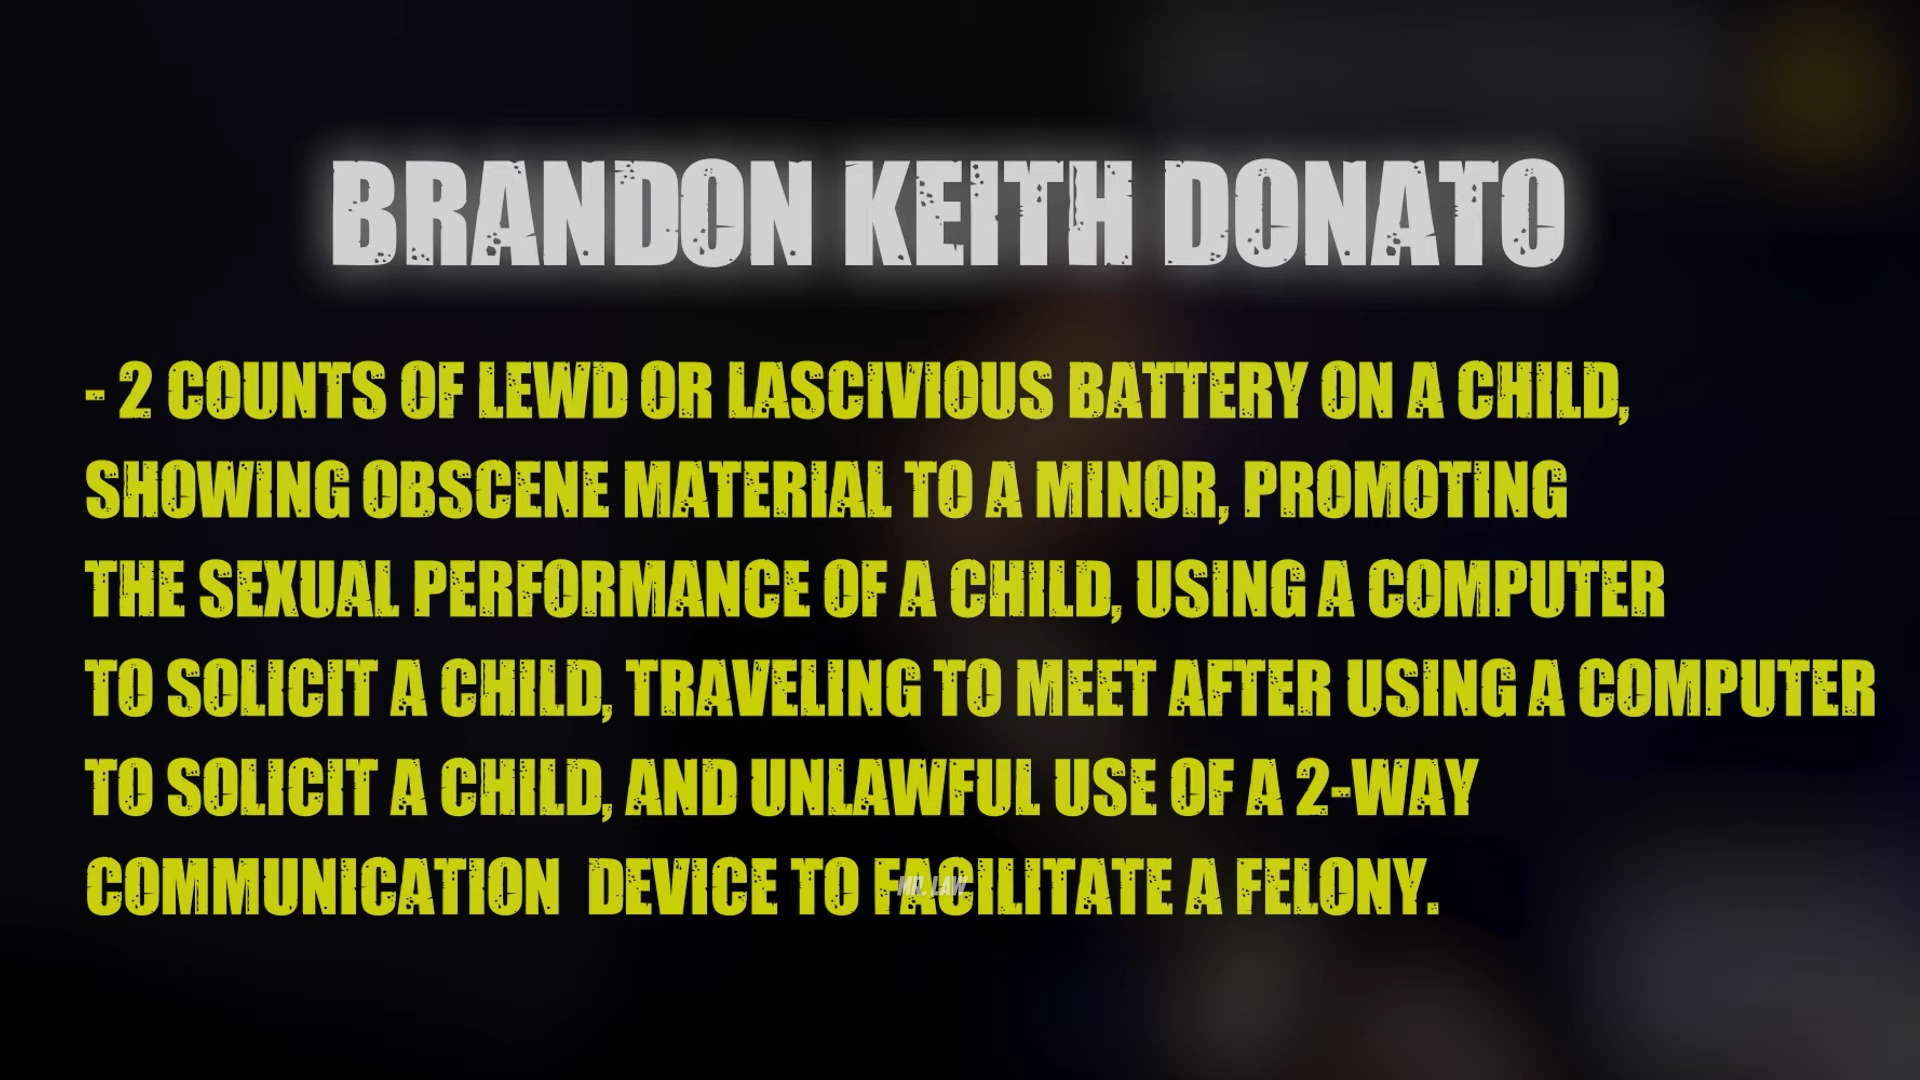 BRANDON KEITH DONATO
- 2 COUNTS OF LEWD OR LASCIVIOUS BATTERY ON A CHILD,
SHOWING OBSCENE MATERIAL TO A MINOR, PROMOTING
THE SEXUAL PERFORMANCE OF A CHILD, USING A COMPUTER
TO SOLICIT A CHILD, TRAVELING TO MEET AFTER USING A COMPUTER
TO SOLICIT A CHILD, AND UNLAWFUL USE OF A 2-WAY
COMMUNICATION  DEVICE TO FACILITATE A FELONY.
MR. LAW